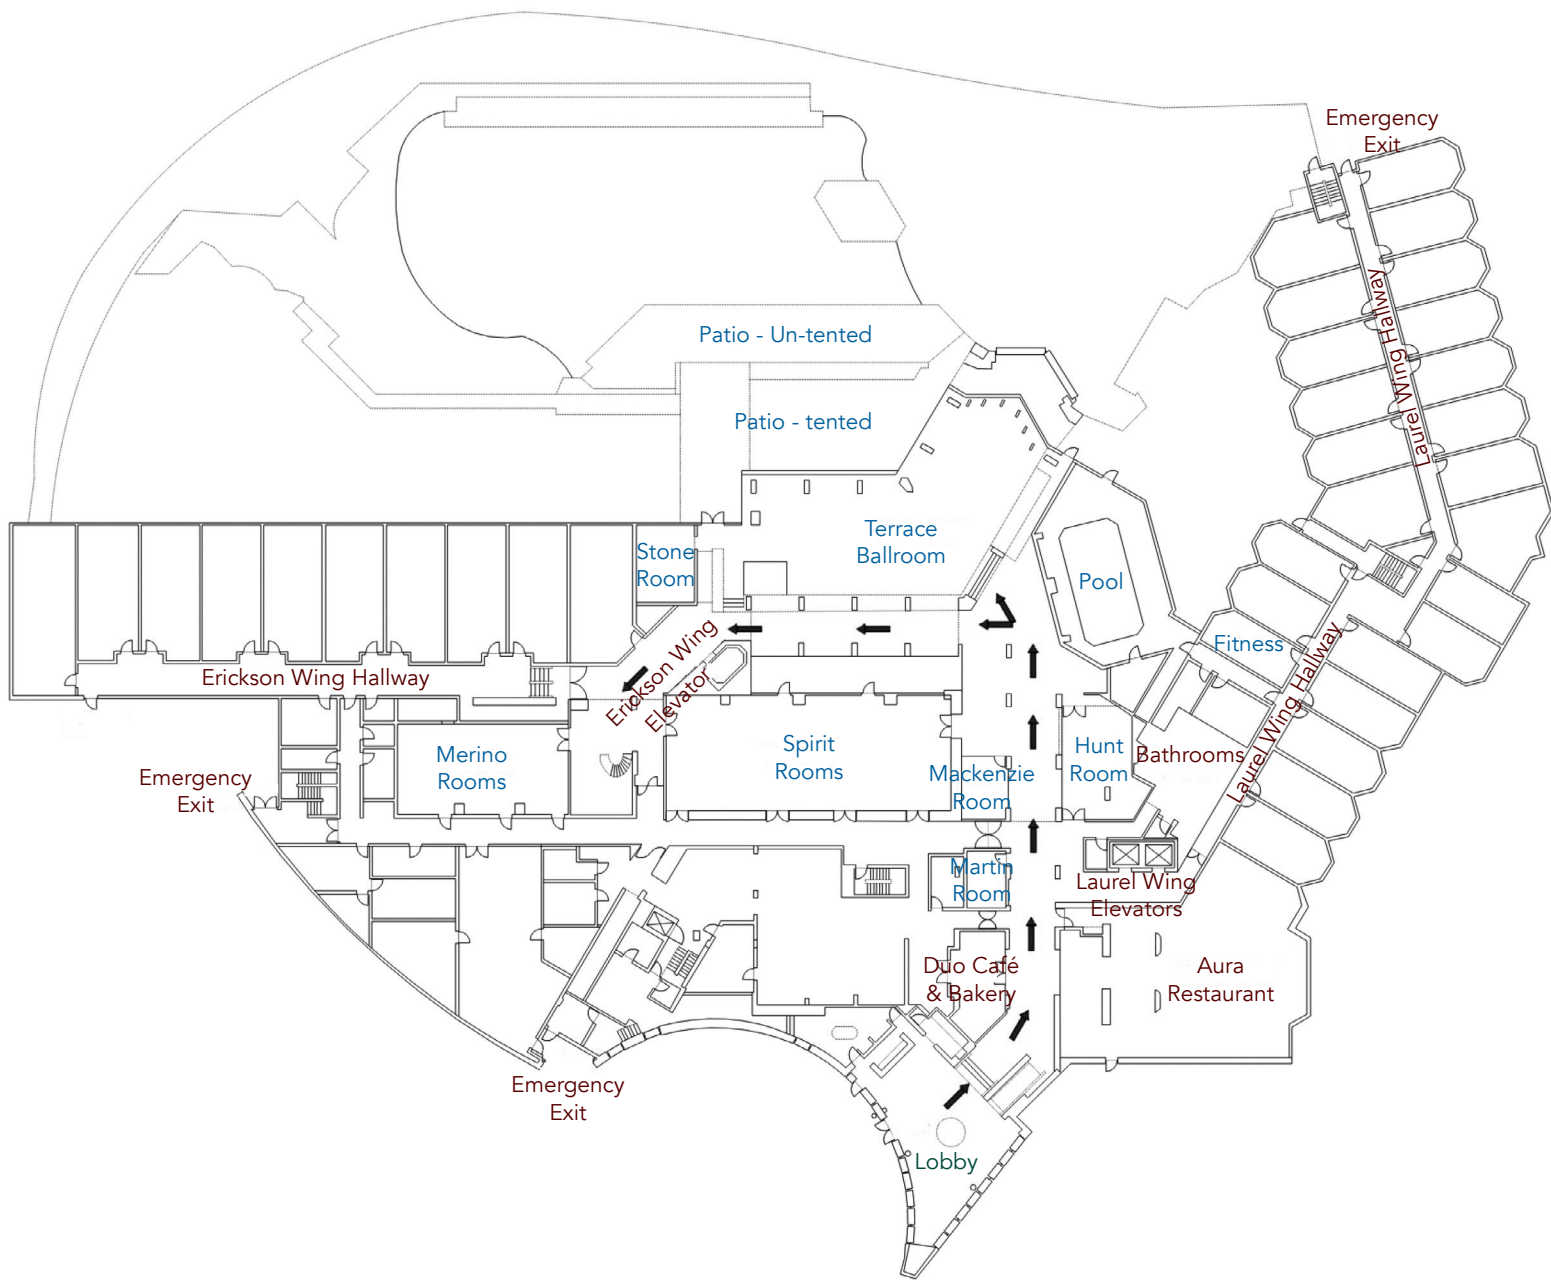 Emergency
Exit
Laurel Wing Hallway
Patio - Un-tented
Patio - tented
Terrace
Ballroom
Stone
Room
Pool
Fitness
Laurel Wing Hallway
Erickson Wing
Elevator
Erickson Wing Hallway
Merino
Rooms
Spirit
Rooms
Mackenzie
Room
Hunt
Room
Bathrooms
Emergency
Exit
Martin
Room
Laurel Wing
Elevators
Duo Café
& Bakery
Aura
Restaurant
Emergency
Exit
Lobby